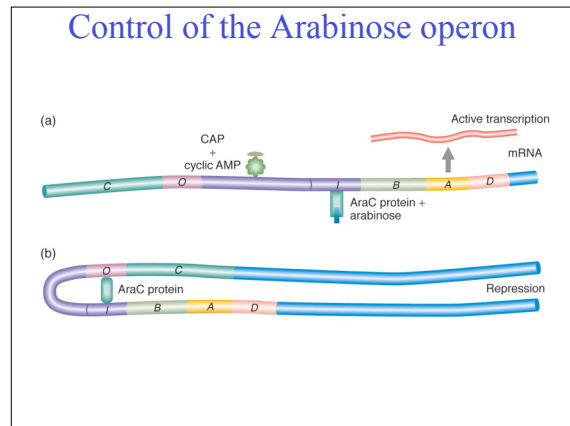 Control of the Arabinose operon
(a)
Active transcription
CAP
+
cyclic AMP
mRNA
C
O
I
B
A
D
AraC protein +
arabinose
(b)
O
C
AraC protein
Repression
I
B
A
D